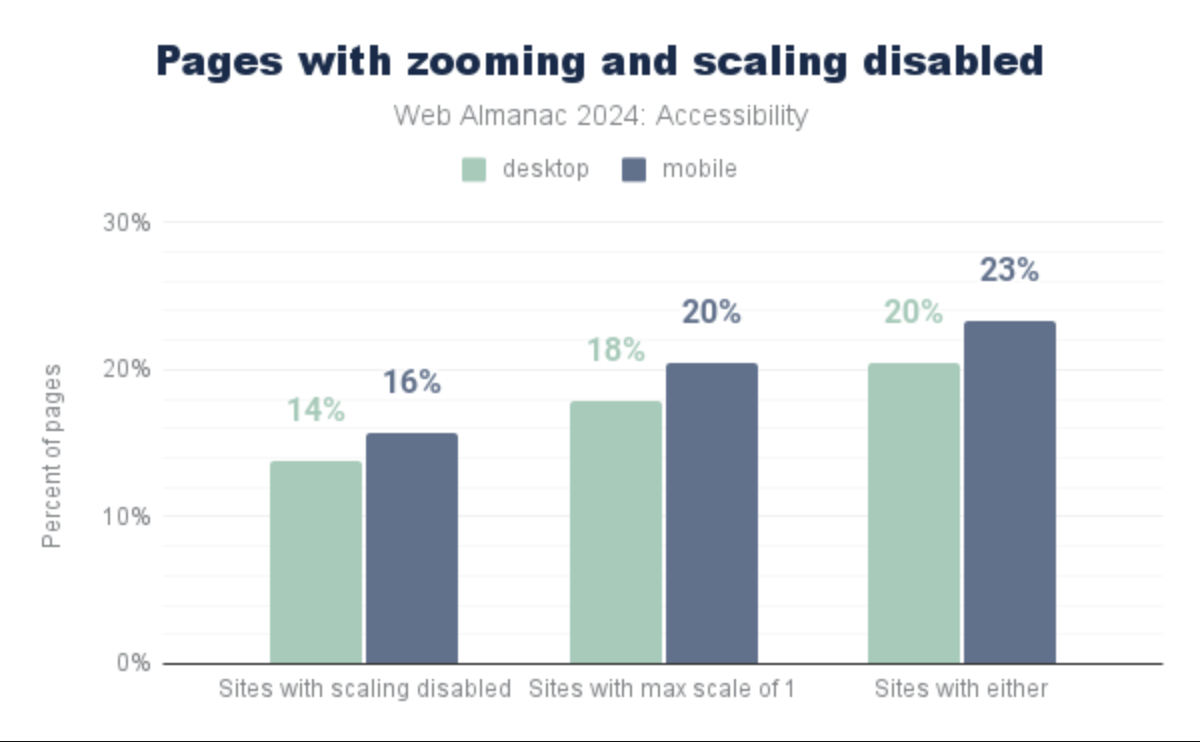 Pages with zooming and scaling disabled
Web Almanac 2024: Accessibility
desktop mobile
30%
20%
10%
0%
Percent of pages
14% 16%
18% 20%
20% 23%
Sites with scaling disabled Sites with max scale of 1 Sites with either